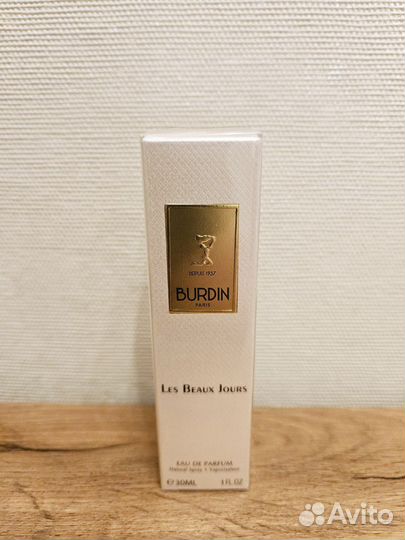 DEPUIS 1937
BURDIN
PARIS
LES BEAUX JOURS
EAU DE PARFUM
Natural Spray • Vaporisateur
℮30ML 1 FL OZ
Avito